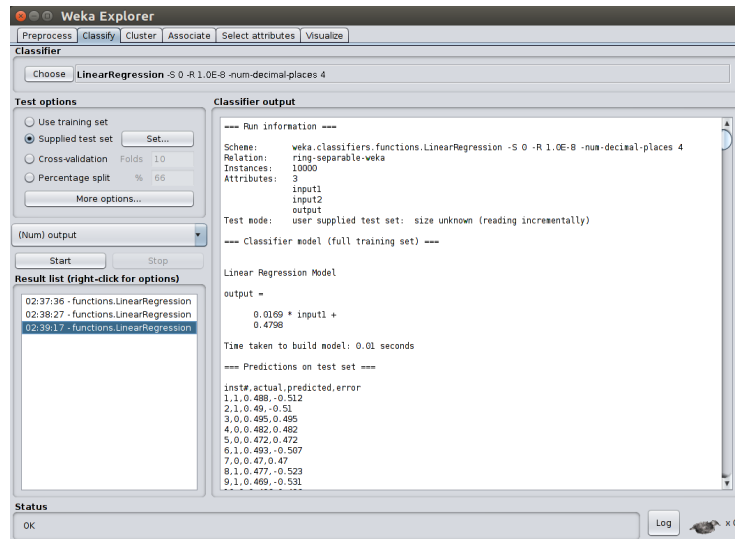 Weka Explorer
Preprocess Classify Cluster Associate Select attributes Visualize
Classifier
Choose LinearRegression -S 0 -R 1.0E-8 -num-decimal-places 4
Test options
Use training set
Supplied test set Set...
Cross-validation Folds 10
Percentage split % 66
More options...
(Num) output
Start Stop
Result list (right-click for options)
02:37:36 - functions.LinearRegression
02:38:27 - functions.LinearRegression
02:39:17 - functions.LinearRegression
Classifier output
=== Run information ===
Scheme: weka.classifiers.functions.LinearRegression -S 0 -R 1.0E-8 -num-decimal-places 4
Relation: ring-separable-weka
Instances: 10000
Attributes: 3
input1
input2
output
Test mode: user supplied test set: size unknown (reading incrementally)
=== Classifier model (full training set) ===
Linear Regression Model
output =
0.0169 * input1 +
0.4798
Time taken to build model: 0.01 seconds
=== Predictions on test set ===
inst#,actual,predicted,error
1,1,0.488,-0.512
2,1,0.49,-0.51
3,0,0.495,0.495
4,0,0.482,0.482
5,0,0.472,0.472
6,1,0.493,-0.507
7,0,0.47,0.47
8,1,0.477,-0.523
9,1,0.469,-0.531
Status
OK
Log
x 0